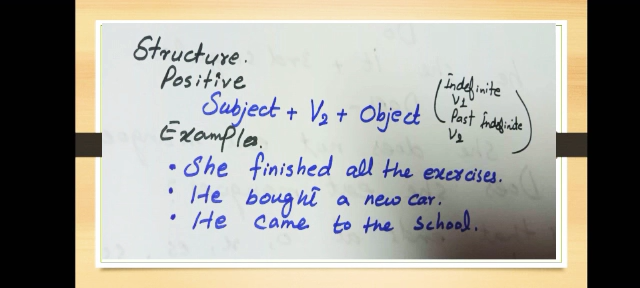 Structure.
Positive
Subject + V2 + Object
(Indefinite
V1
Past Indefinite
V2)
Examples.
• She finished all the exercises.
• He bought a new car.
• He came to the school.